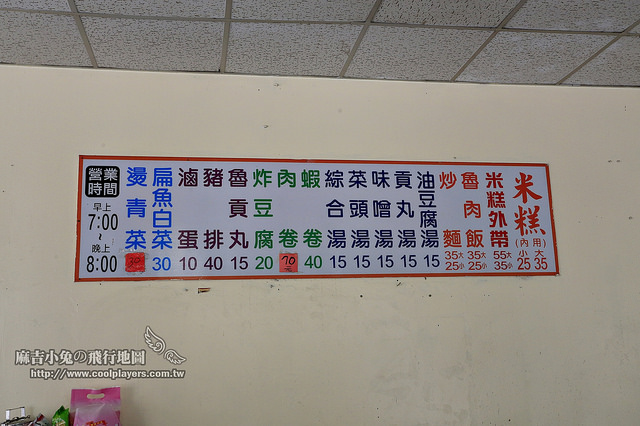 米糕
(內用)
小 大
25 35
米糕外帶
55大
35小
魯肉飯
35大
25小
炒麵
35大
25小
油豆腐湯 15
貢丸湯 15
味噌湯 15
菜頭湯 15
綜合湯 15
蝦卷 40
肉卷 70元
炸豆腐 20
魯貢丸 15
豬排 40
滷蛋 10
扁魚白菜 30
燙青菜
營業時間
早上
7:00
~
晚上
8:00
麻吉小兔の飛行地圖
http://www.coolplayers.com.tw